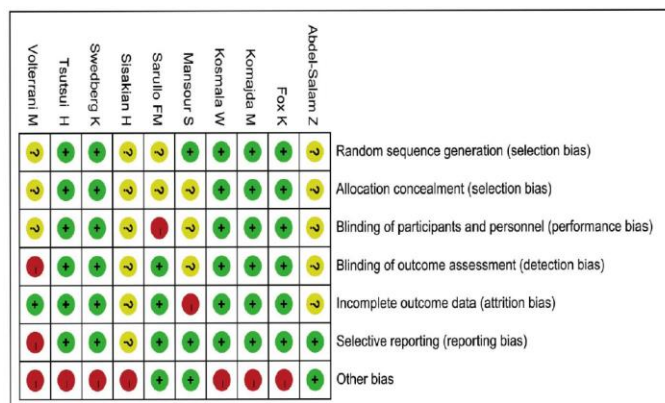 Volterrani M
Tsutsui H
Swedberg K
Sisakian H
Sarullo FM
Mansour S
Kosmala W
Komajda M
Fox K
Abdel-Salam Z
? + + ? ? + + + + ? Random sequence generation (selection bias)
? + + ? ? ? + + + ? Allocation concealment (selection bias)
? + + ? - ? + + + ? Blinding of participants and personnel (performance bias)
- + + ? + ? + + + ? Blinding of outcome assessment (detection bias)
+ + + ? + - + + + ? Incomplete outcome data (attrition bias)
- + + ? + + + + + + Selective reporting (reporting bias)
- - - - + + - - - + Other bias